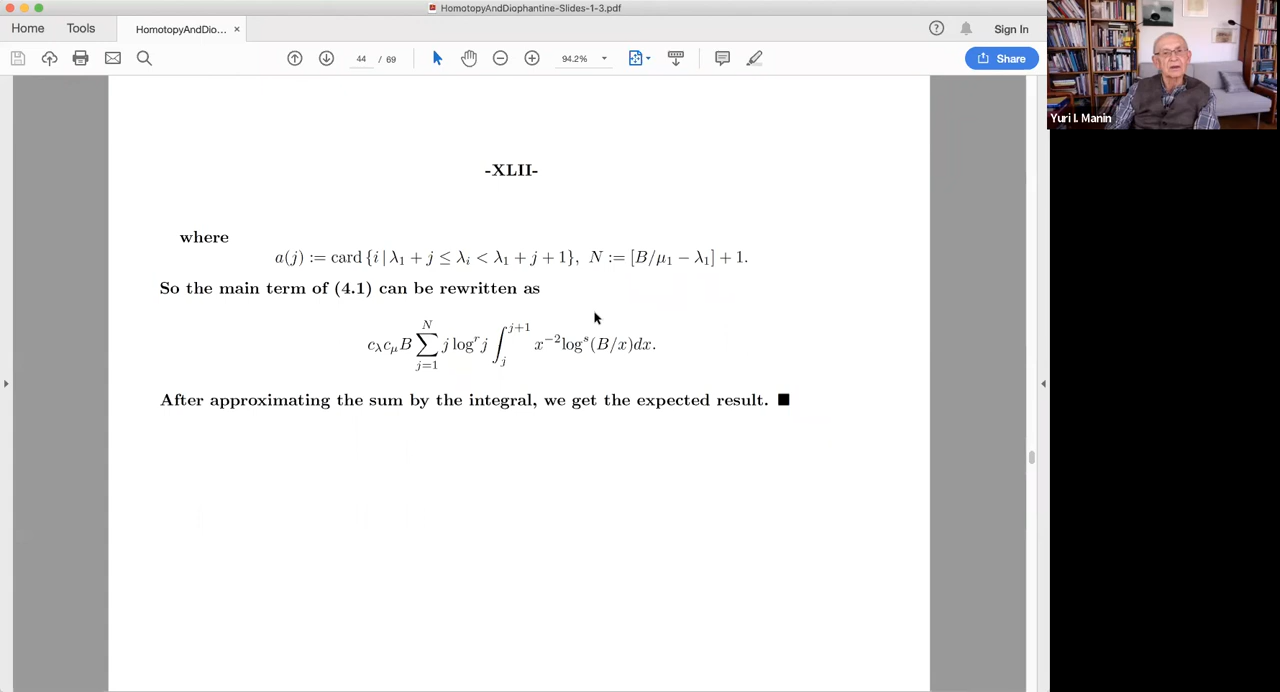 HomotopyAndDiophantine-Slides-1-3.pdf
Home Tools HomotopyAndDio... × Sign In
44 / 69 94.2% Share
Yuri I. Manin
-XLII-
where
a(j) := card {i | λ₁ + j ≤ λᵢ < λ₁ + j + 1}, N := [B/μ₁ − λ₁] + 1.
So the main term of (4.1) can be rewritten as
c_λ c_μ B ∑_{j=1}^{N} j log^r j ∫_j^{j+1} x^{−2} log^s (B/x)dx.
After approximating the sum by the integral, we get the expected result. ■